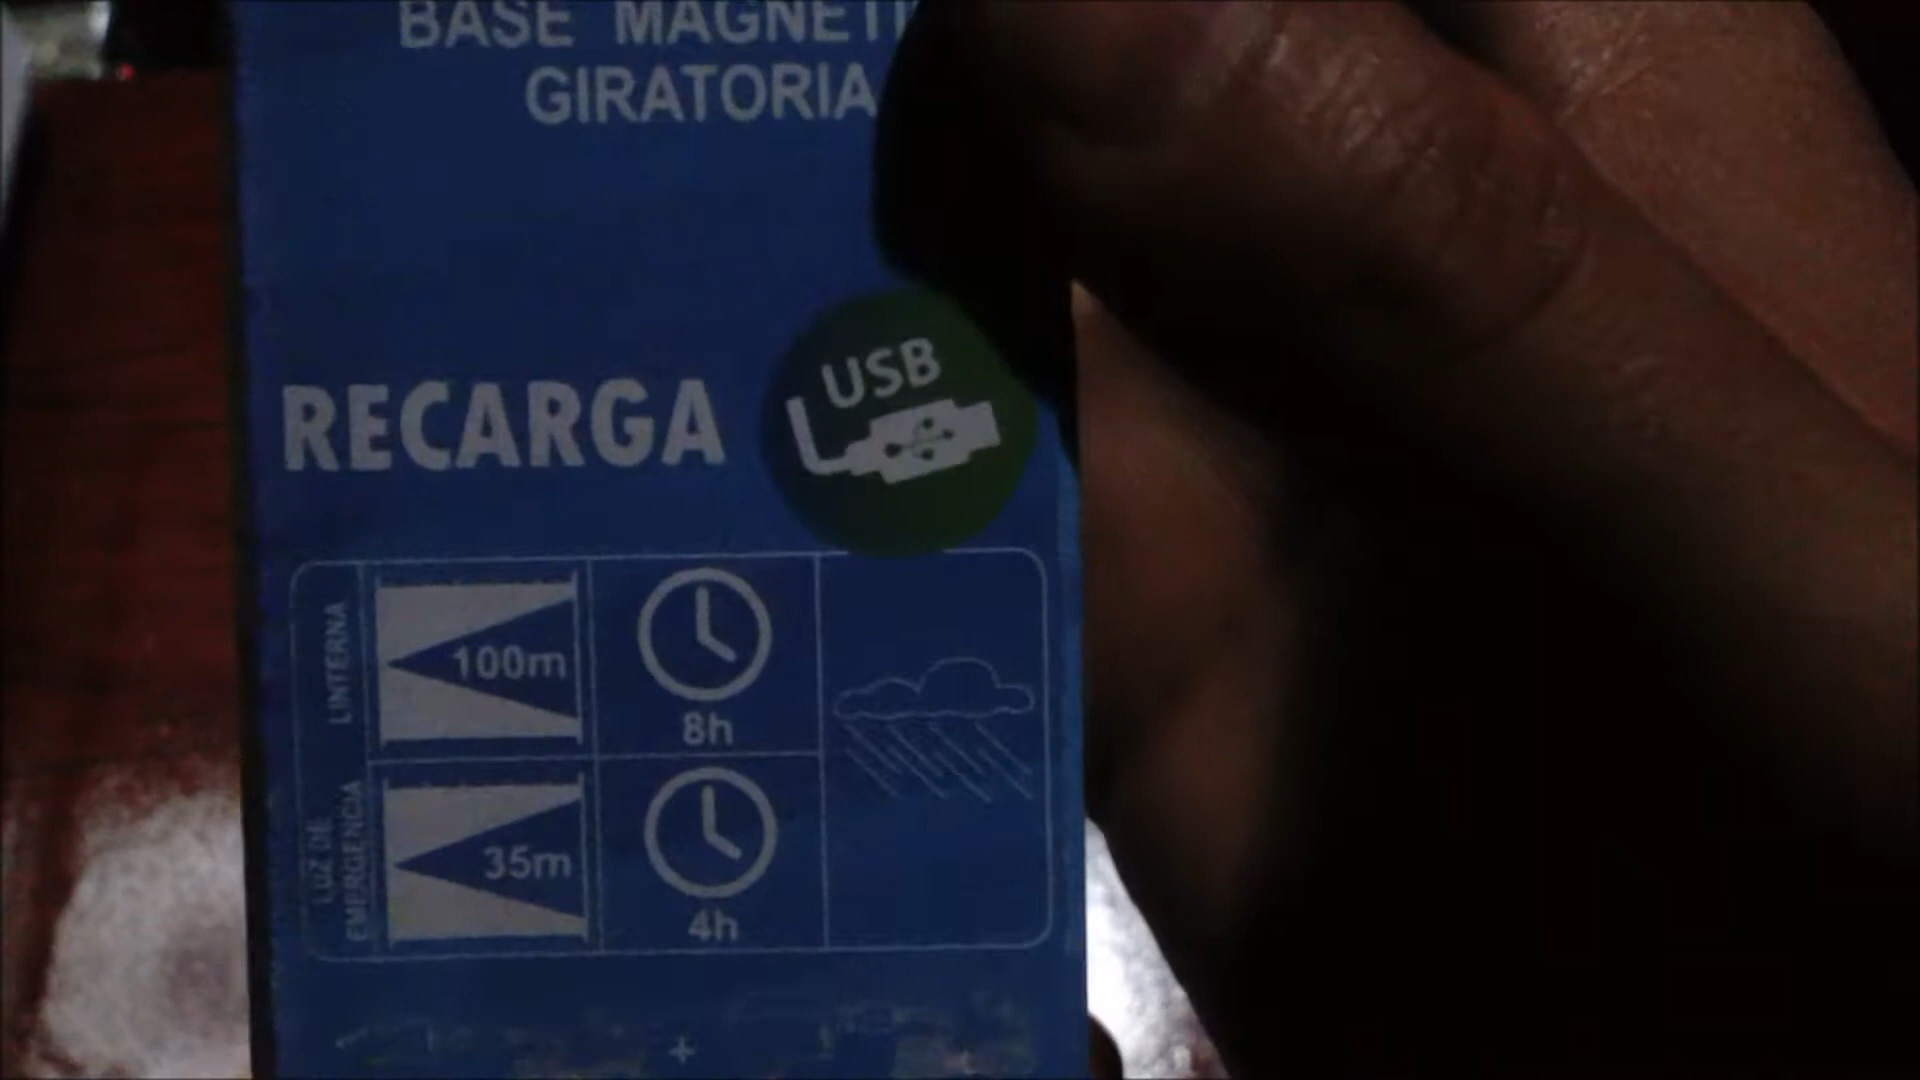 BASE MAGNETI
GIRATORIA
RECARGA
USB
LINTERNA
100m
8h
LUZ DE
EMERGENCIA
35m
4h
+